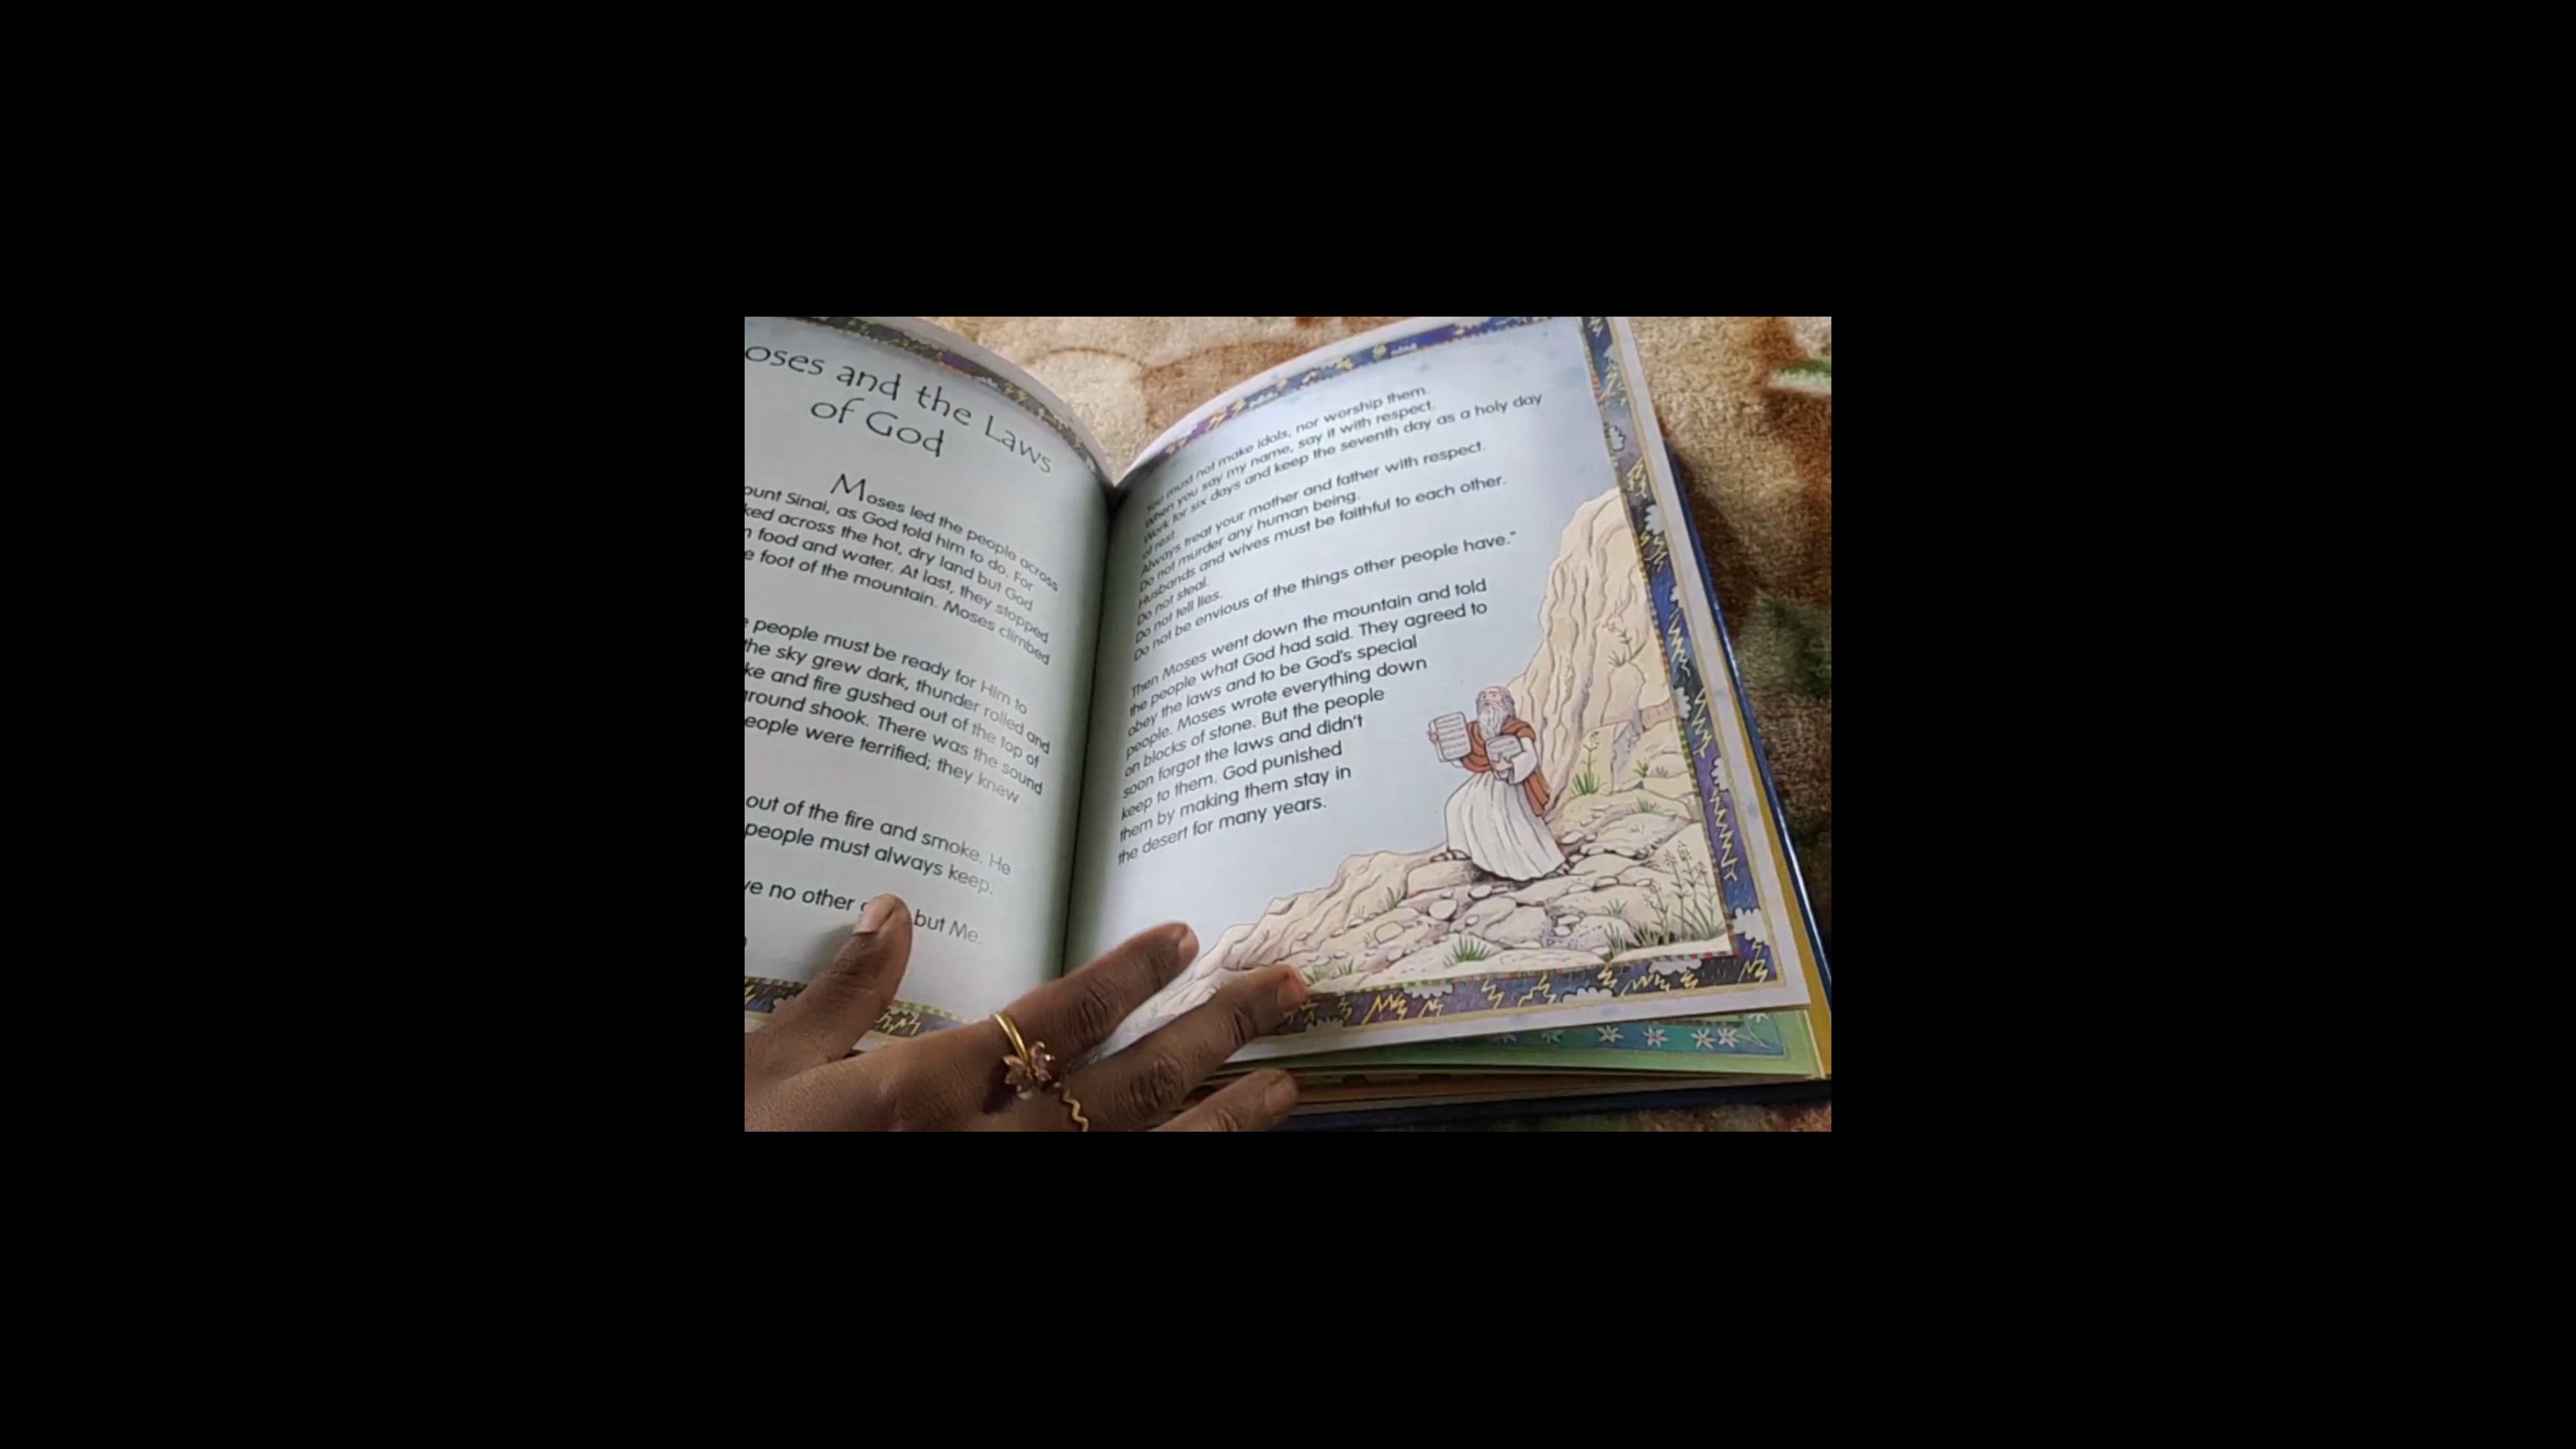 oses and the Laws
of God
Moses led the people across
ount Sinai, as God told him to do. For
ked across the hot, dry land but God
food and water. At last, they stopped
e foot of the mountain. Moses climbed
people must be ready for Him to
the sky grew dark, thunder rolled and
ke and fire gushed out of the top of
round shook. There was the sound
eople were terrified; they knew
out of the fire and smoke. He
people must always keep.
ve no other but Me.
You must not make idols, nor worship them.
When you say my name, say it with respect.
Work for six days and keep the seventh day as a holy day
of rest.
Always treat your mother and father with respect.
Do not murder any human being.
Husbands and wives must be faithful to each other.
Do not steal.
Do not tell lies.
Do not be envious of the things other people have."
Then Moses went down the mountain and told
the people what God had said. They agreed to
obey the laws and to be God's special
people. Moses wrote everything down
on blocks of stone. But the people
soon forgot the laws and didn't
keep to them. God punished
them by making them stay in
the desert for many years.